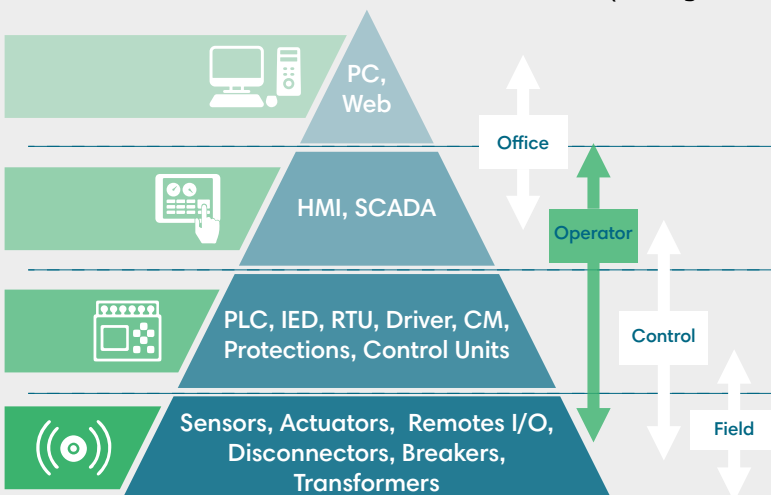 PC,
Web
Office
HMI, SCADA
Operator
PLC, IED, RTU, Driver, CM,
Protections, Control Units
Control
Sensors, Actuators, Remotes I/O,
Disconnectors, Breakers,
Transformers
Field